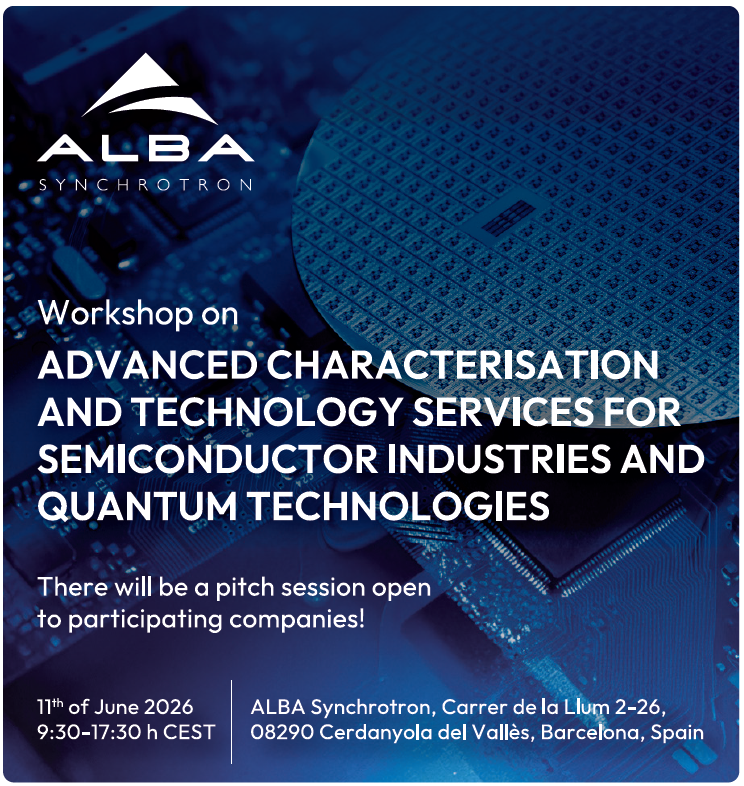 ALBA
SYNCHROTRON
Workshop on
ADVANCED CHARACTERISATION
AND TECHNOLOGY SERVICES FOR
SEMICONDUCTOR INDUSTRIES AND
QUANTUM TECHNOLOGIES
There will be a pitch session open
to participating companies!
11th of June 2026
9:30-17:30 h CEST
ALBA Synchrotron, Carrer de la Llum 2-26,
08290 Cerdanyola del Vallès, Barcelona, Spain